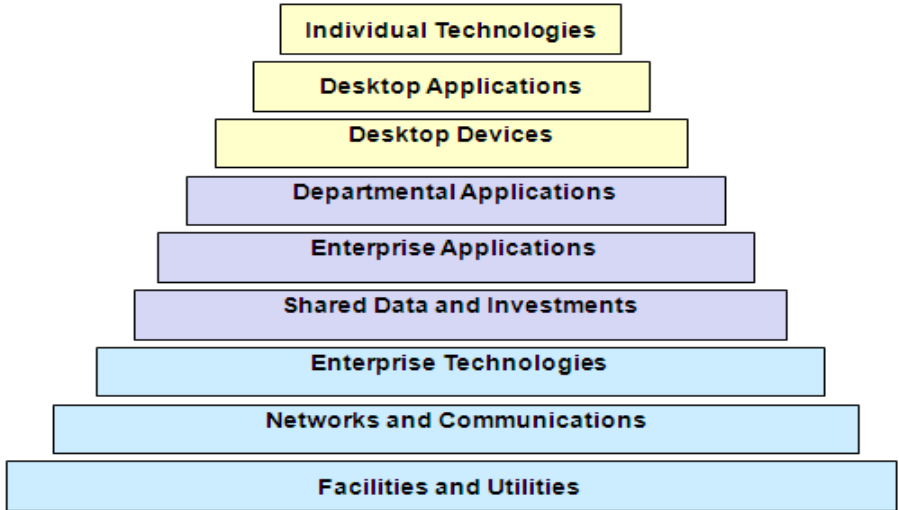 Individual Technologies
Desktop Applications
Desktop Devices
Departmental Applications
Enterprise Applications
Shared Data and Investments
Enterprise Technologies
Networks and Communications
Facilities and Utilities